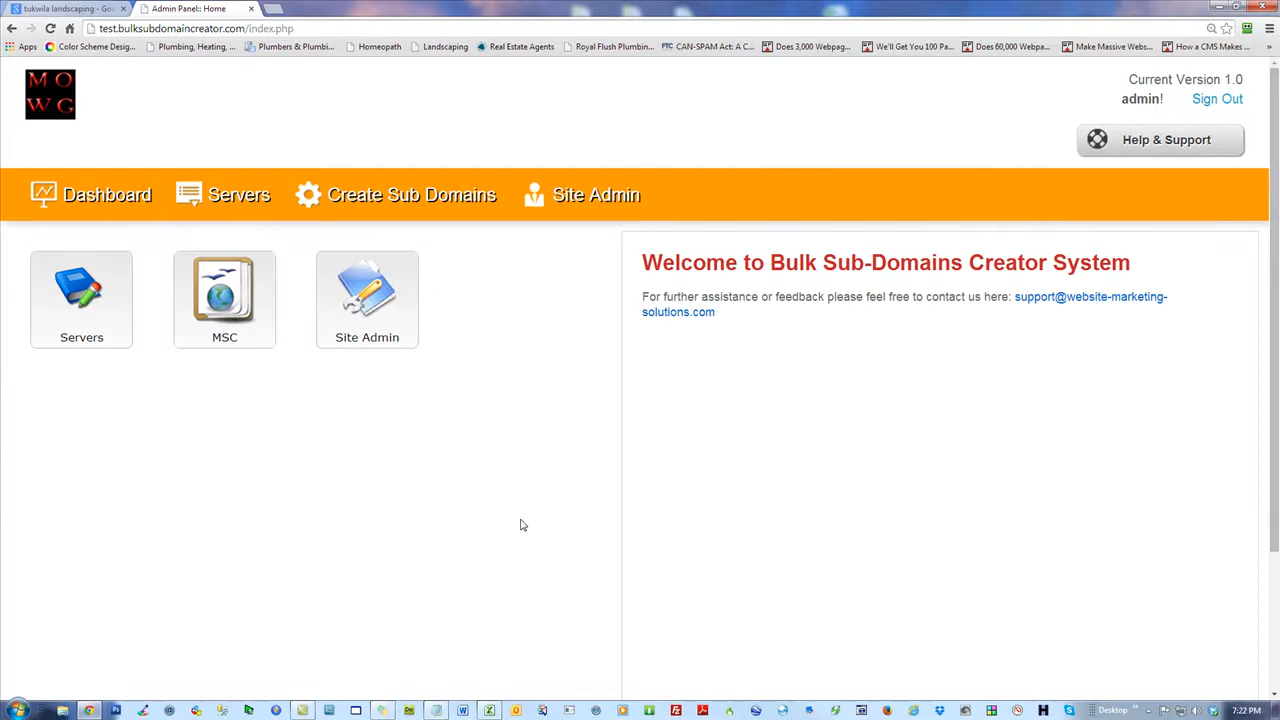 tukwila landscaping - Go...
Admin Panel:: Home
test.bulksubdomaincreator.com/index.php
Apps
Color Scheme Desig...
Plumbing, Heating, ...
Plumbers & Plumbi...
Homeopath
Landscaping
Real Estate Agents
Royal Flush Plumbin...
FTC CAN-SPAM Act: A C...
Does 3,000 Webpag...
We'll Get You 100 Pa...
Does 60,000 Webpa...
Make Massive Webs...
How a CMS Makes ...
»
M O
W G
Current Version 1.0
admin! Sign Out
Help & Support
Dashboard
Servers
Create Sub Domains
Site Admin
Servers
MSC
Site Admin
Welcome to Bulk Sub-Domains Creator System
For further assistance or feedback please feel free to contact us here: support@website-marketing-
solutions.com
Desktop
»
7:22 PM